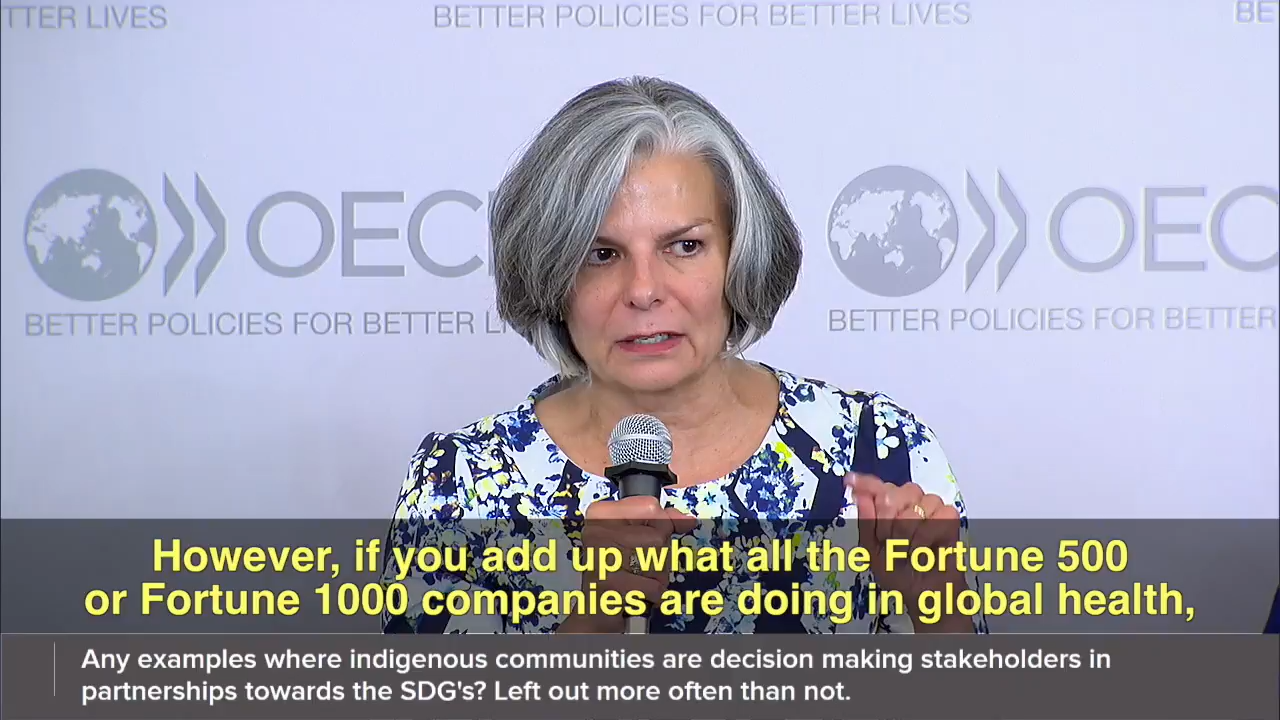 TTER LIVES
BETTER POLICIES FOR BETTER LIVES
BE
OEC
BETTER POLICIES FOR BETTER LI
OEC
BETTER POLICIES FOR BETTER
However, if you add up what all the Fortune 500
or Fortune 1000 companies are doing in global health,
Any examples where indigenous communities are decision making stakeholders in
partnerships towards the SDG's? Left out more often than not.